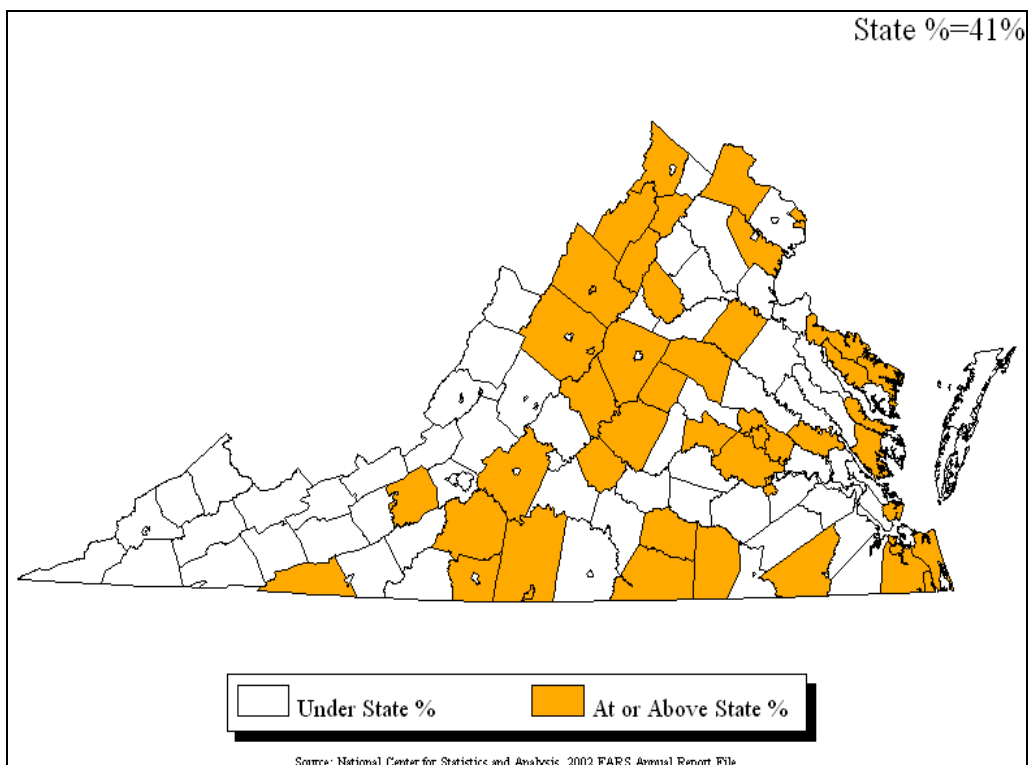 State %=41%
Under State %
At or Above State %
Source: National Center for Statistics and Analysis, 2002 FARS Annual Report File